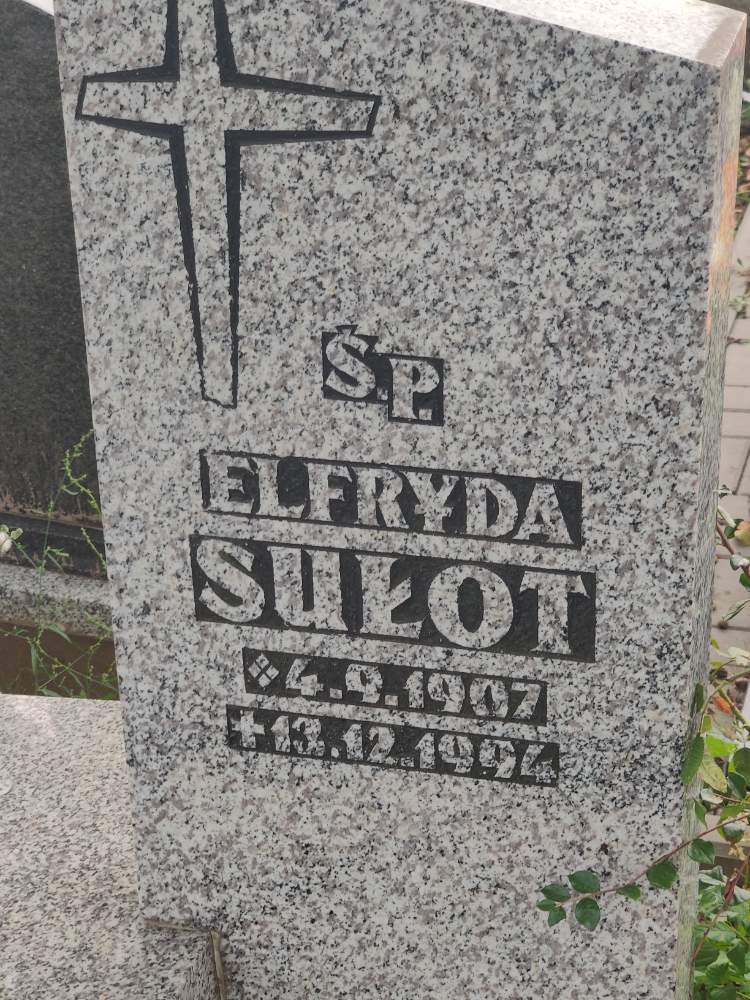 Ś.P.
ELFRYDA
SUŁOT
4.9.1907
13.12.1994